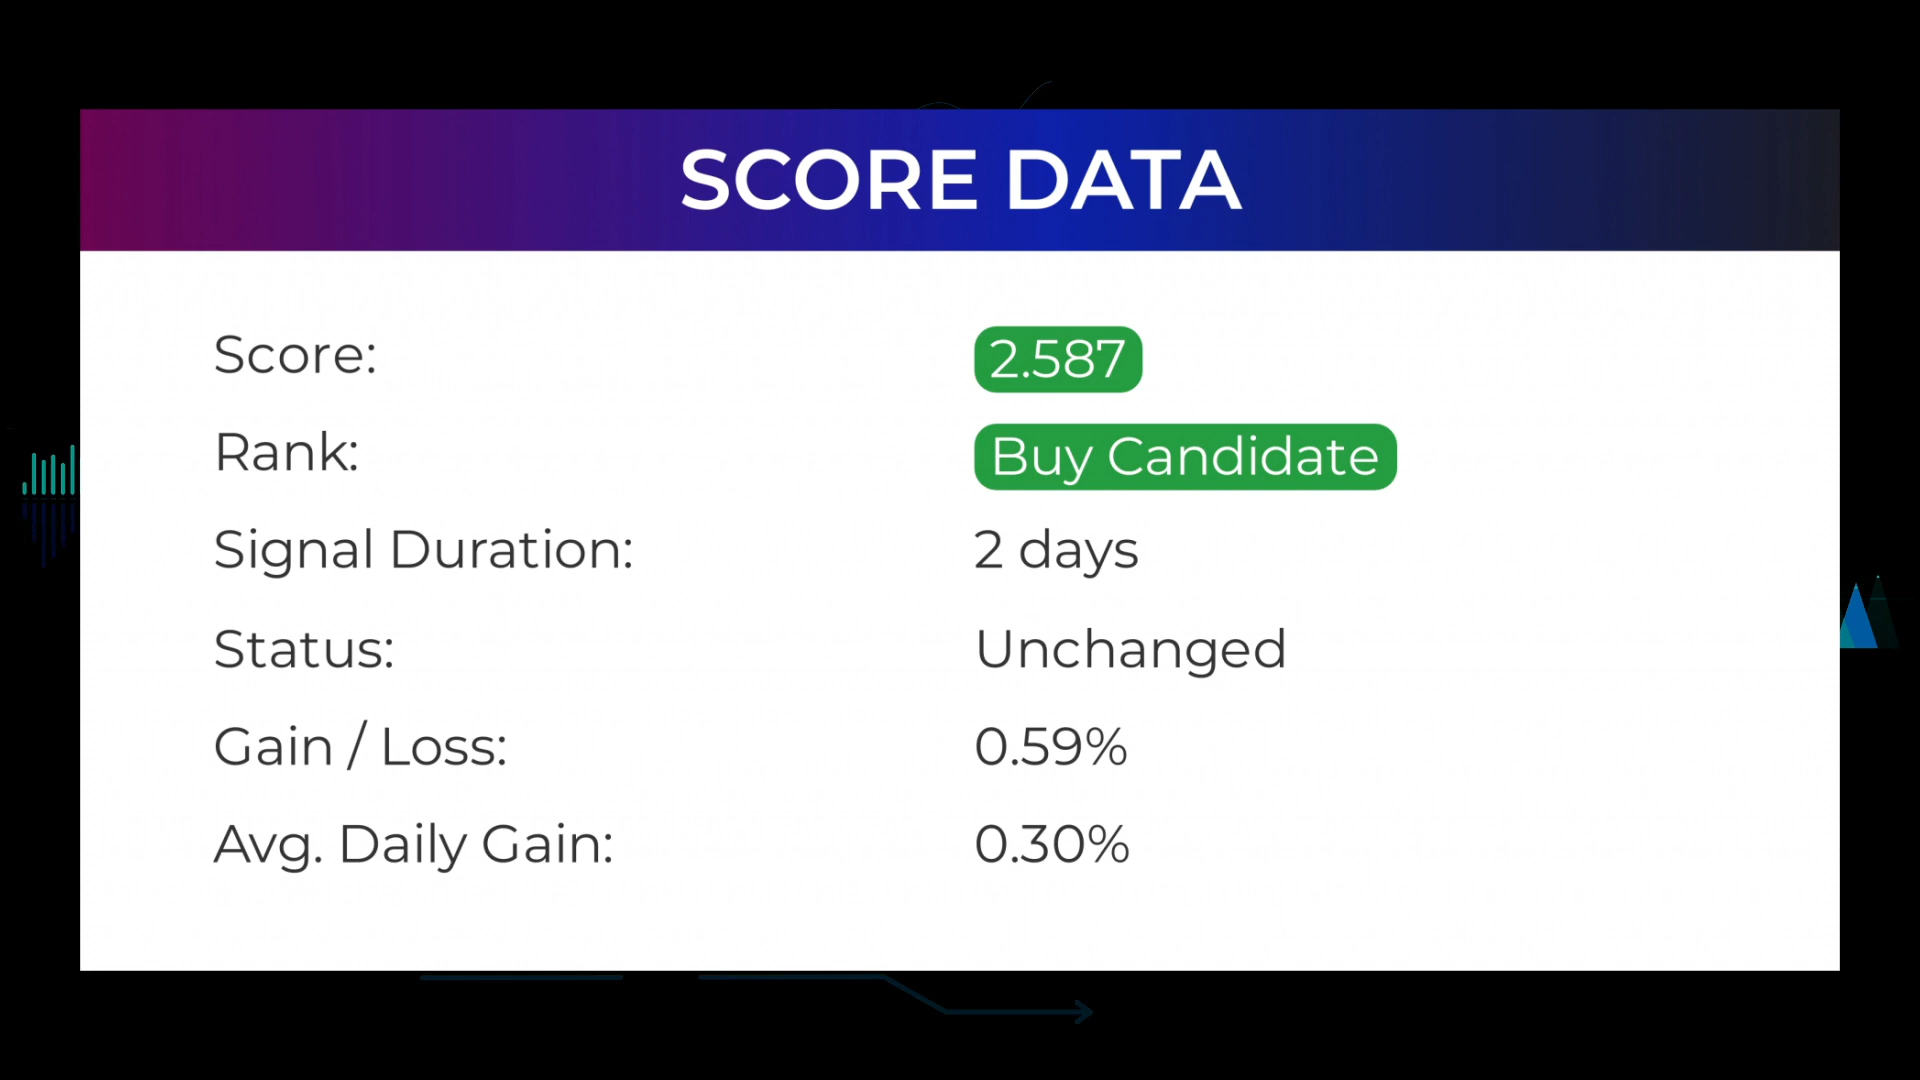 SCORE DATA
Score: 2.587
Rank: Buy Candidate
Signal Duration: 2 days
Status: Unchanged
Gain / Loss: 0.59%
Avg. Daily Gain: 0.30%